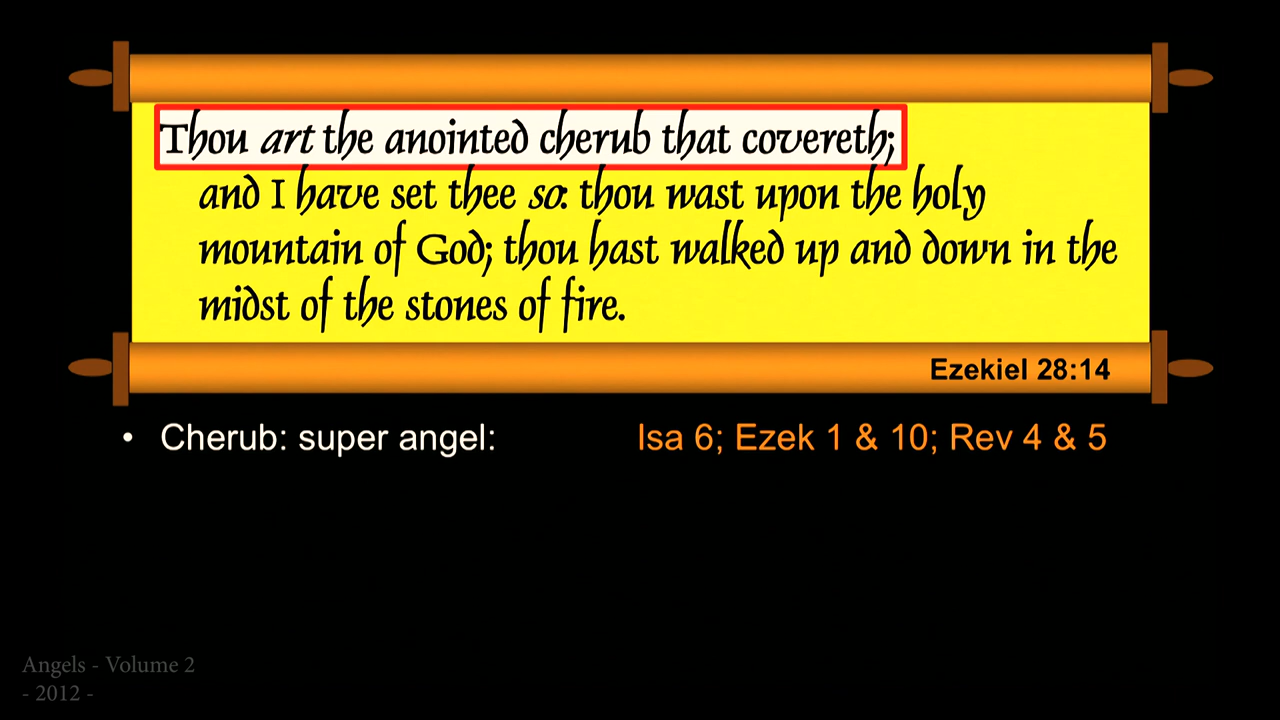 Thou art the anointed cherub that covereth;
and I have set thee so: thou wast upon the holy
mountain of God; thou hast walked up and down in the
midst of the stones of fire.
Ezekiel 28:14
• Cherub: super angel: Isa 6; Ezek 1 & 10; Rev 4 & 5
Angels - Volume 2
- 2012 -